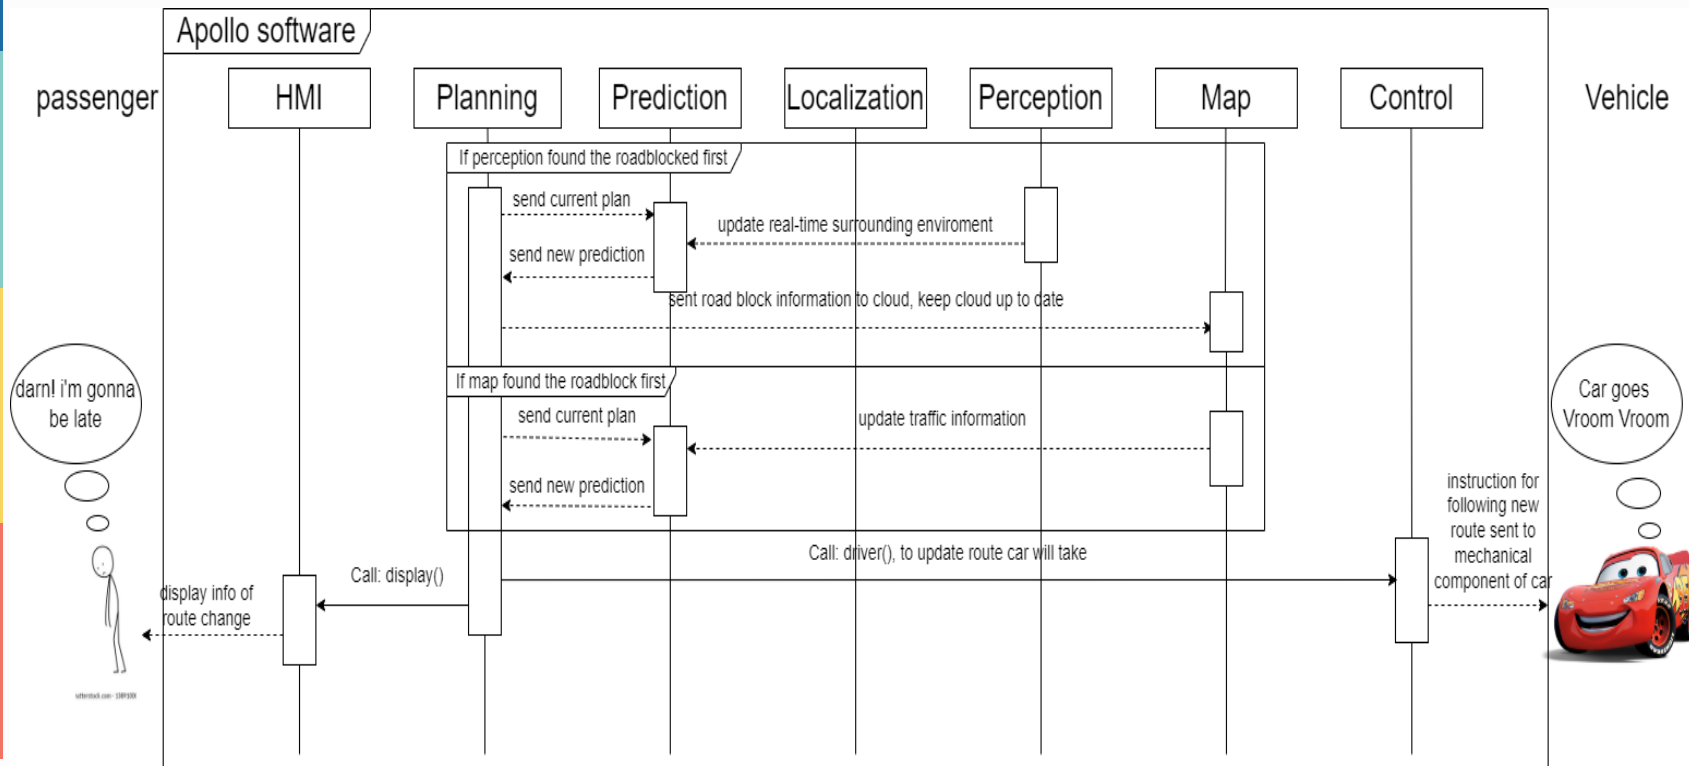 Apollo software
passenger
HMI
Planning
Prediction
Localization
Perception
Map
Control
Vehicle
If perception found the roadblocked first
send current plan
update real-time surrounding enviroment
send new prediction
sent road block information to cloud, keep cloud up to date
If map found the roadblock first
send current plan
update traffic information
send new prediction
darn! i'm gonna
be late
Car goes
Vroom Vroom
instruction for
following new
route sent to
mechanical
component of car
Call: driver(), to update route car will take
Call: display()
display info of
route change